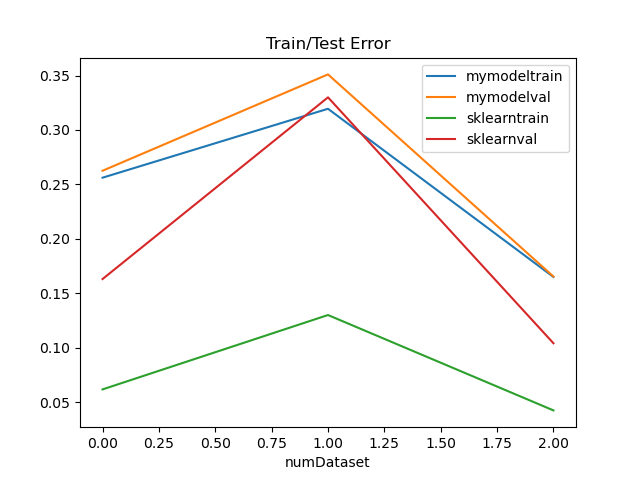 Train/Test Error
mymodeltrain
mymodelval
sklearntrain
sklearnval
0.35
0.30
0.25
0.20
0.15
0.10
0.05
0.00 0.25 0.50 0.75 1.00 1.25 1.50 1.75 2.00
numDataset